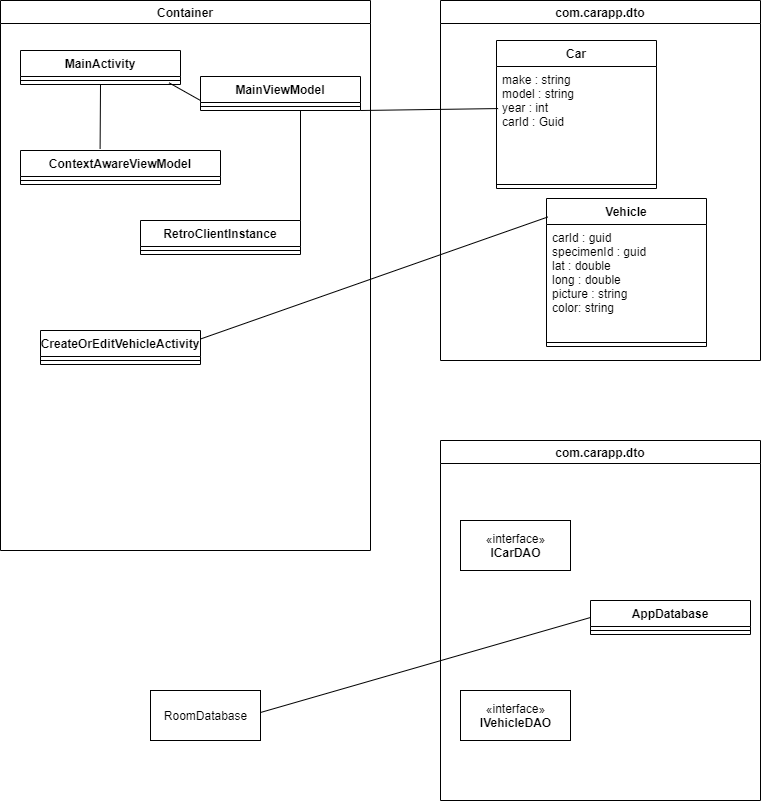 Container
MainActivity
MainViewModel
ContextAwareViewModel
RetroClientInstance
CreateOrEditVehicleActivity
com.carapp.dto
Car
make : string
model : string
year : int
carId : Guid
Vehicle
carId : guid
specimenId : guid
lat : double
long : double
picture : string
color: string
com.carapp.dto
«interface»
ICarDAO
AppDatabase
RoomDatabase
«interface»
IVehicleDAO